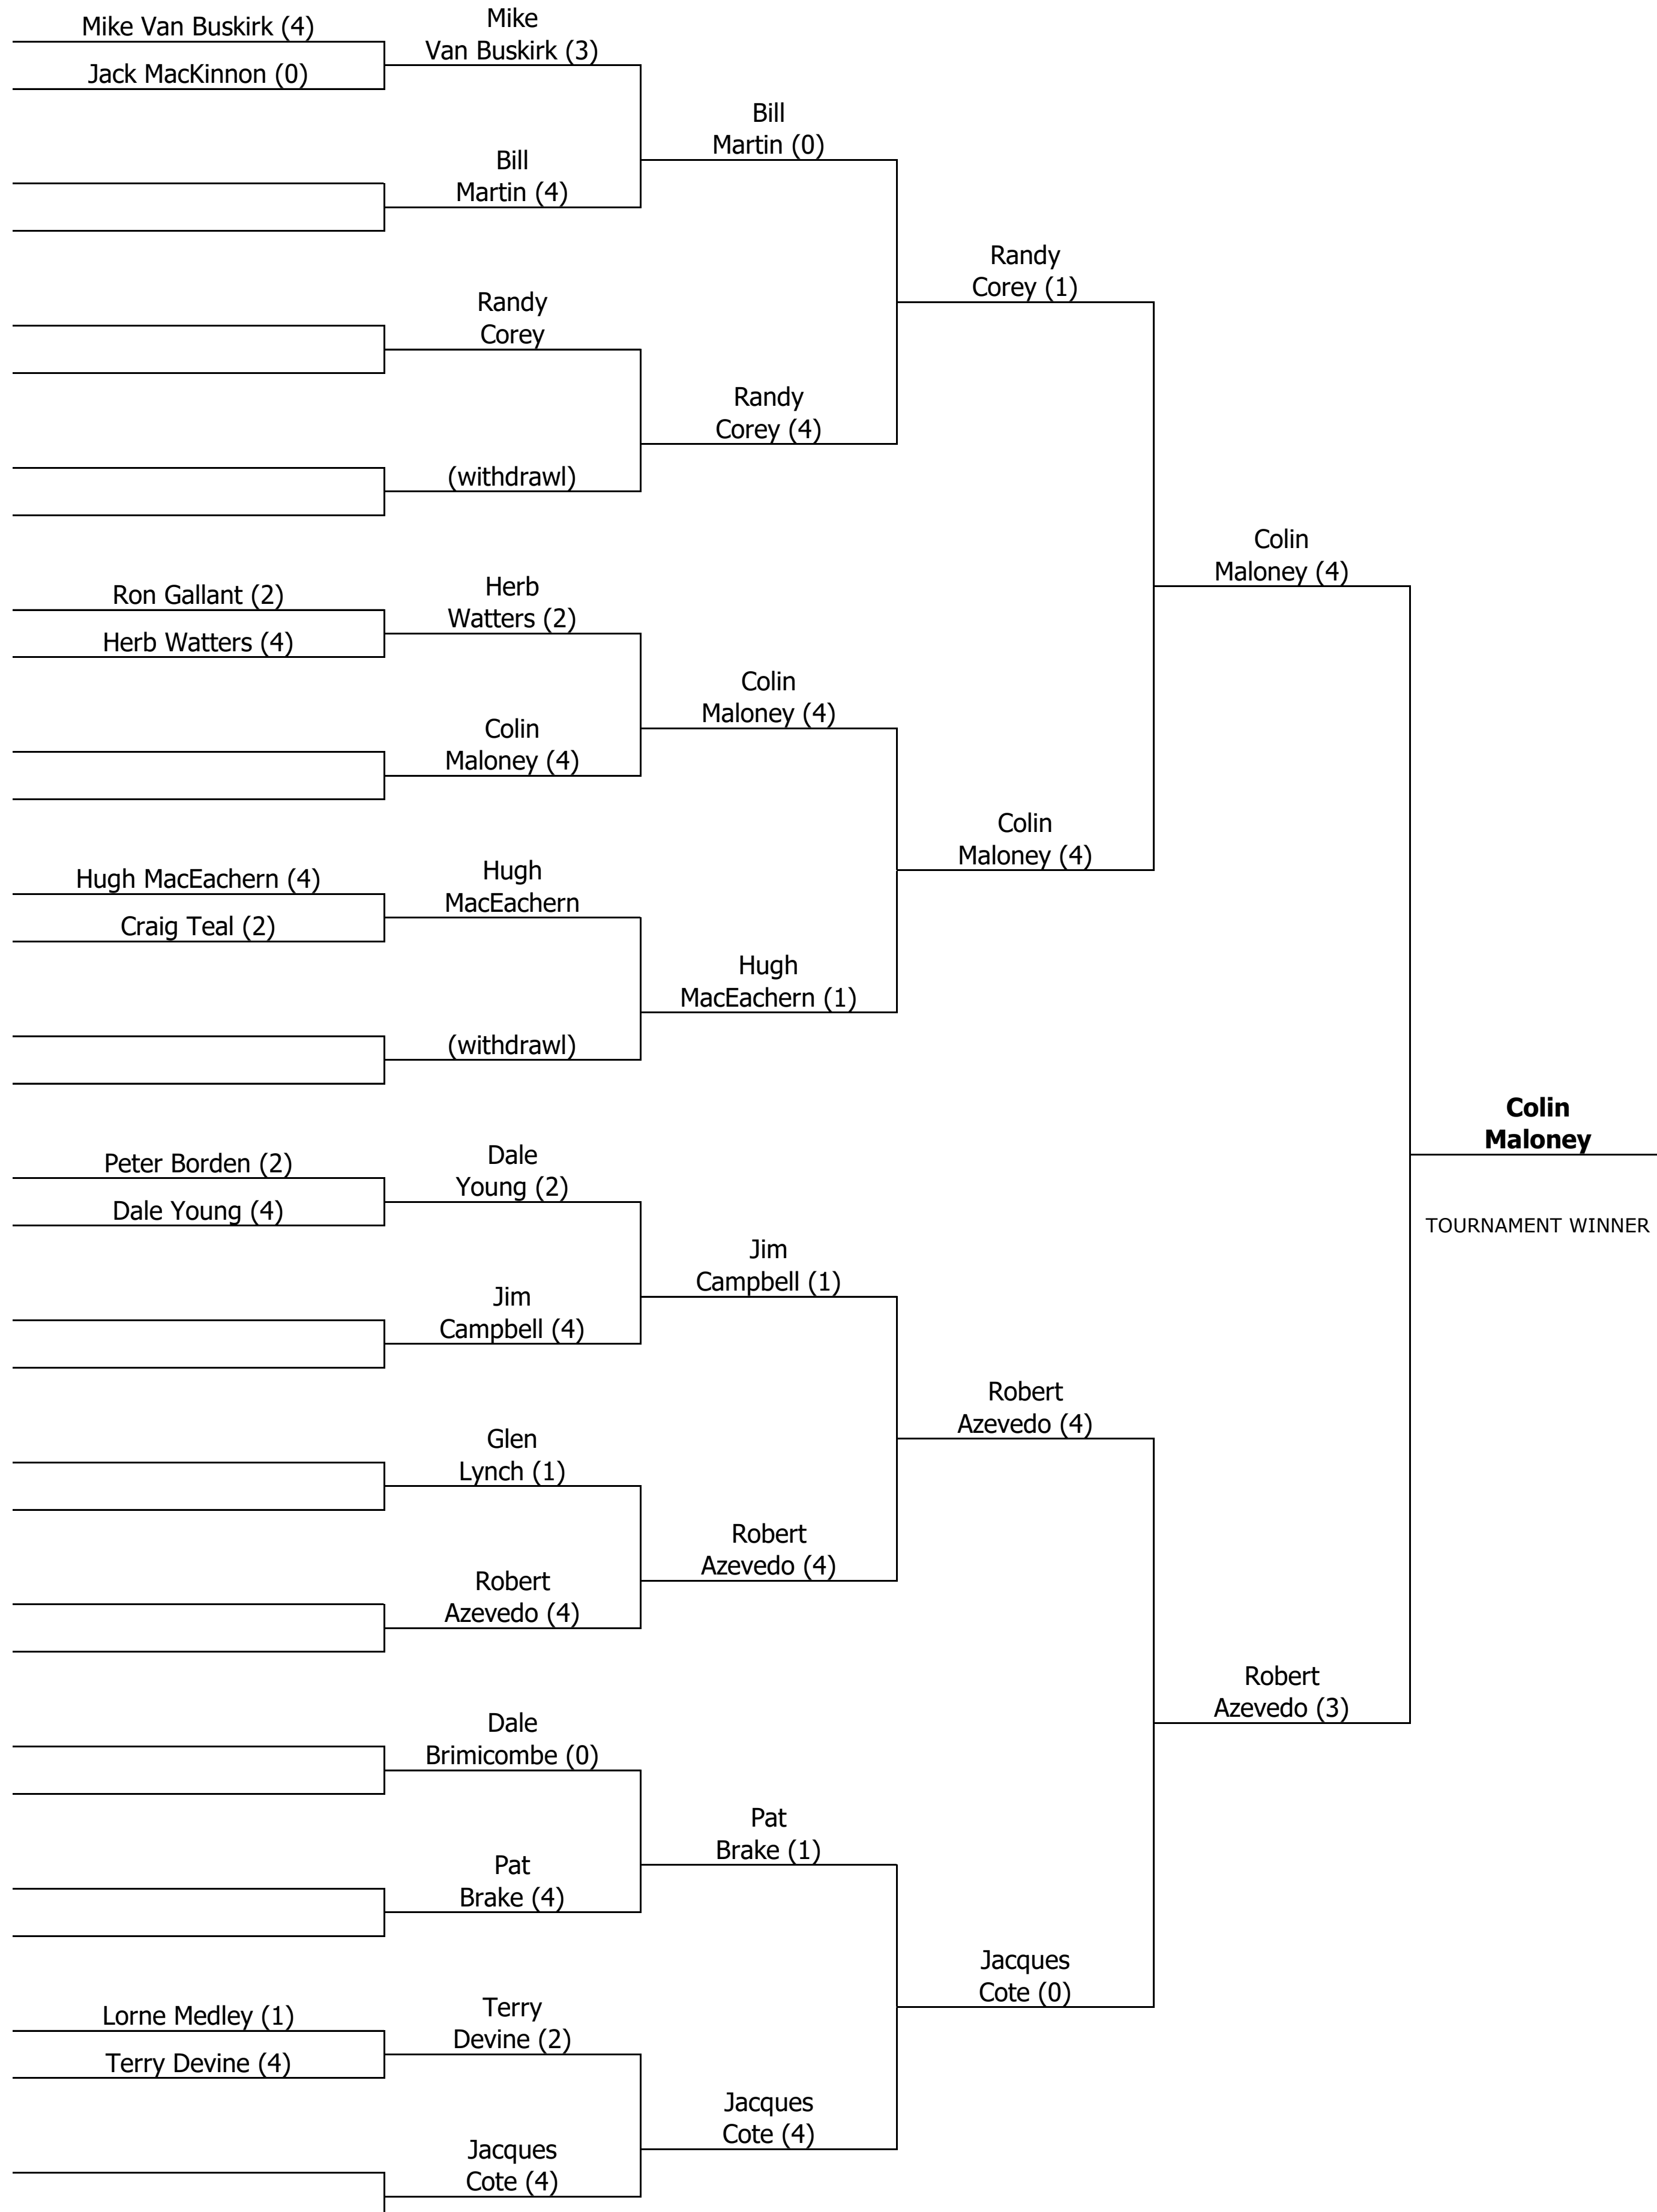 Mike Van Buskirk (4)
Jack MacKinnon (0)
Ron Gallant (2)
Herb Watters (4)
Hugh MacEachern (4)
Craig Teal (2)
Peter Borden (2)
Dale Young (4)
Lorne Medley (1)
Terry Devine (4)
Mike
Van Buskirk (3)
Bill
Martin (4)
Randy
Corey
(withdrawl)
Herb
Watters (2)
Colin
Maloney (4)
Hugh
MacEachern
(withdrawl)
Dale
Young (2)
Jim
Campbell (4)
Glen
Lynch (1)
Robert
Azevedo (4)
Dale
Brimicombe (0)
Pat
Brake (4)
Terry
Devine (2)
Jacques
Cote (4)
Bill
Martin (0)
Randy
Corey (4)
Colin
Maloney (4)
Hugh
MacEachern (1)
Jim
Campbell (1)
Robert
Azevedo (4)
Pat
Brake (1)
Jacques
Cote (4)
Randy
Corey (1)
Colin
Maloney (4)
Robert
Azevedo (4)
Jacques
Cote (0)
Colin
Maloney (4)
Robert
Azevedo (3)
Colin
Maloney
TOURNAMENT WINNER